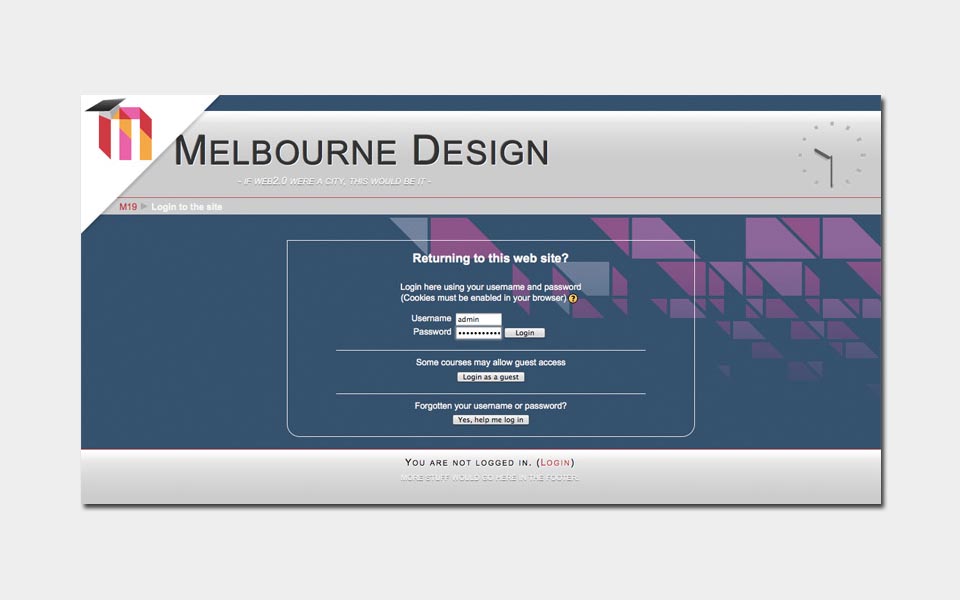 MELBOURNE DESIGN
- IF WEB2.0 WERE A CITY, THIS WOULD BE IT -
M19 ► Login to the site
Returning to this web site?
Login here using your username and password
(Cookies must be enabled in your browser) ?
Username admin
Password ••••••••••• Login
Some courses may allow guest access
Login as a guest
Forgotten your username or password?
Yes, help me log in
YOU ARE NOT LOGGED IN. (LOGIN)
MORE STUFF WOULD GO HERE IN THE FOOTER.